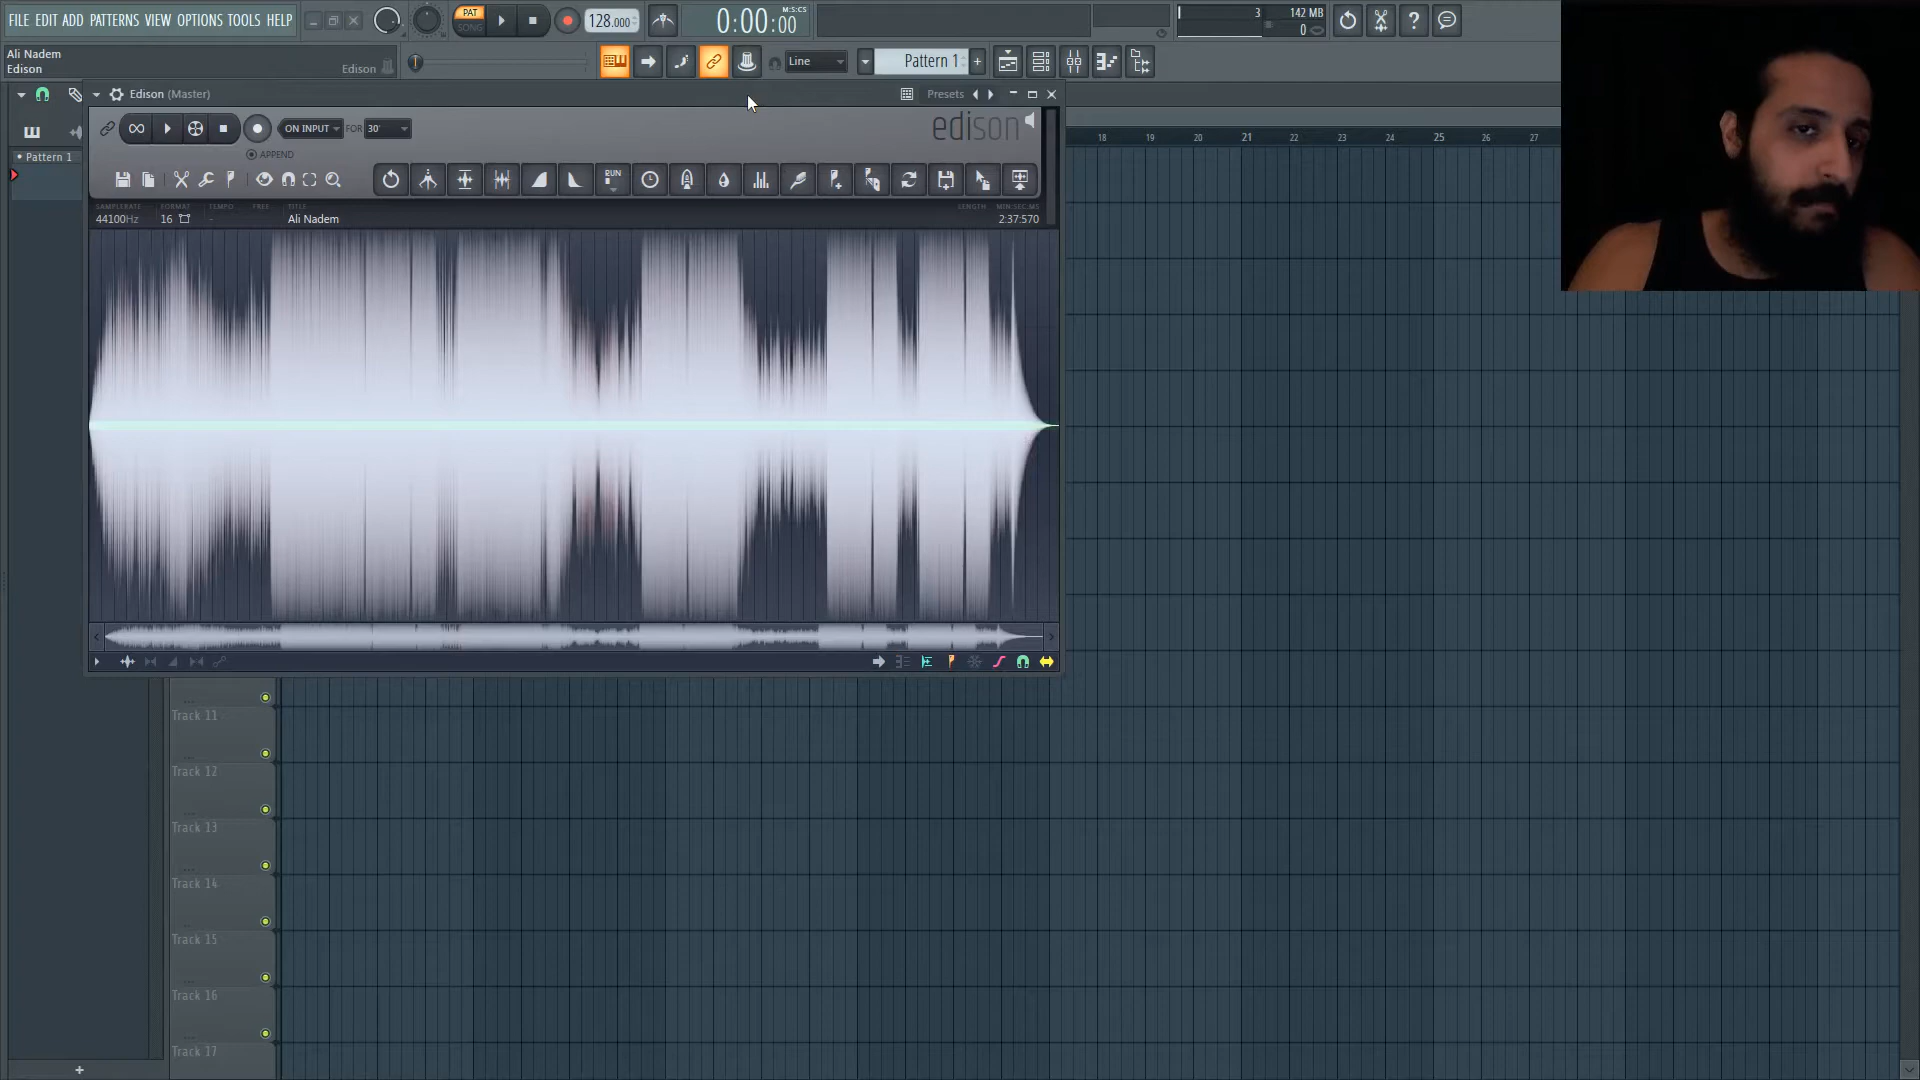 FILE EDIT ADD PATTERNS VIEW OPTIONS TOOLS HELP
PAT
SONG
128.000
M:S:CS
0:00:00
3
142 MB
0
Ali Nadem
Edison
Edison
Line
Pattern 1
+
Edison (Master)
Presets
ON INPUT
FOR
30'
edison
APPEND
RUN
Pattern 1
SAMPLERATE
FORMAT
TEMPO
FREE
TITLE
LENGTH
MIN:SEC:MS
44100Hz
16
-
Ali Nadem
2:37:570
18
19
20
21
22
23
24
25
26
27
Track 11
Track 12
Track 13
Track 14
Track 15
Track 16
Track 17
+